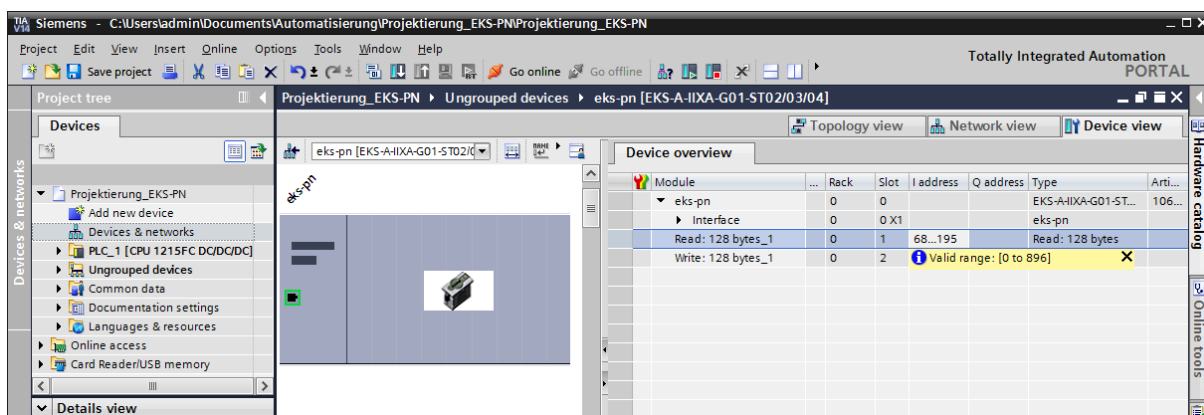 TIA V14 Siemens - C:\Users\admin\Documents\Automatisierung\Projektierung_EKS-PN\Projektierung_EKS-PN
Project Edit View Insert Online Options Tools Window Help
Totally Integrated Automation
PORTAL
Save project Go online Go offline
Project tree
Projektierung_EKS-PN Ungrouped devices eks-pn [EKS-A-IIXA-G01-ST02/03/04]
Devices
Topology view Network view Device view
eks-pn [EKS-A-IIXA-G01-ST02/0
Device overview
Module ... Rack Slot I address Q address Type Arti...
eks-pn 0 0 EKS-A-IIXA-G01-ST... 106...
Interface 0 0 X1 eks-pn
Read: 128 bytes_1 0 1 68...195 Read: 128 bytes
Write: 128 bytes_1 0 2 Valid range: [0 to 896]
eks-pn
Projektierung_EKS-PN
Add new device
Devices & networks
PLC_1 [CPU 1215FC DC/DC/DC]
Ungrouped devices
Common data
Documentation settings
Languages & resources
Online access
Card Reader/USB memory
Details view
Devices & networks
Hardware catalog
Online tools